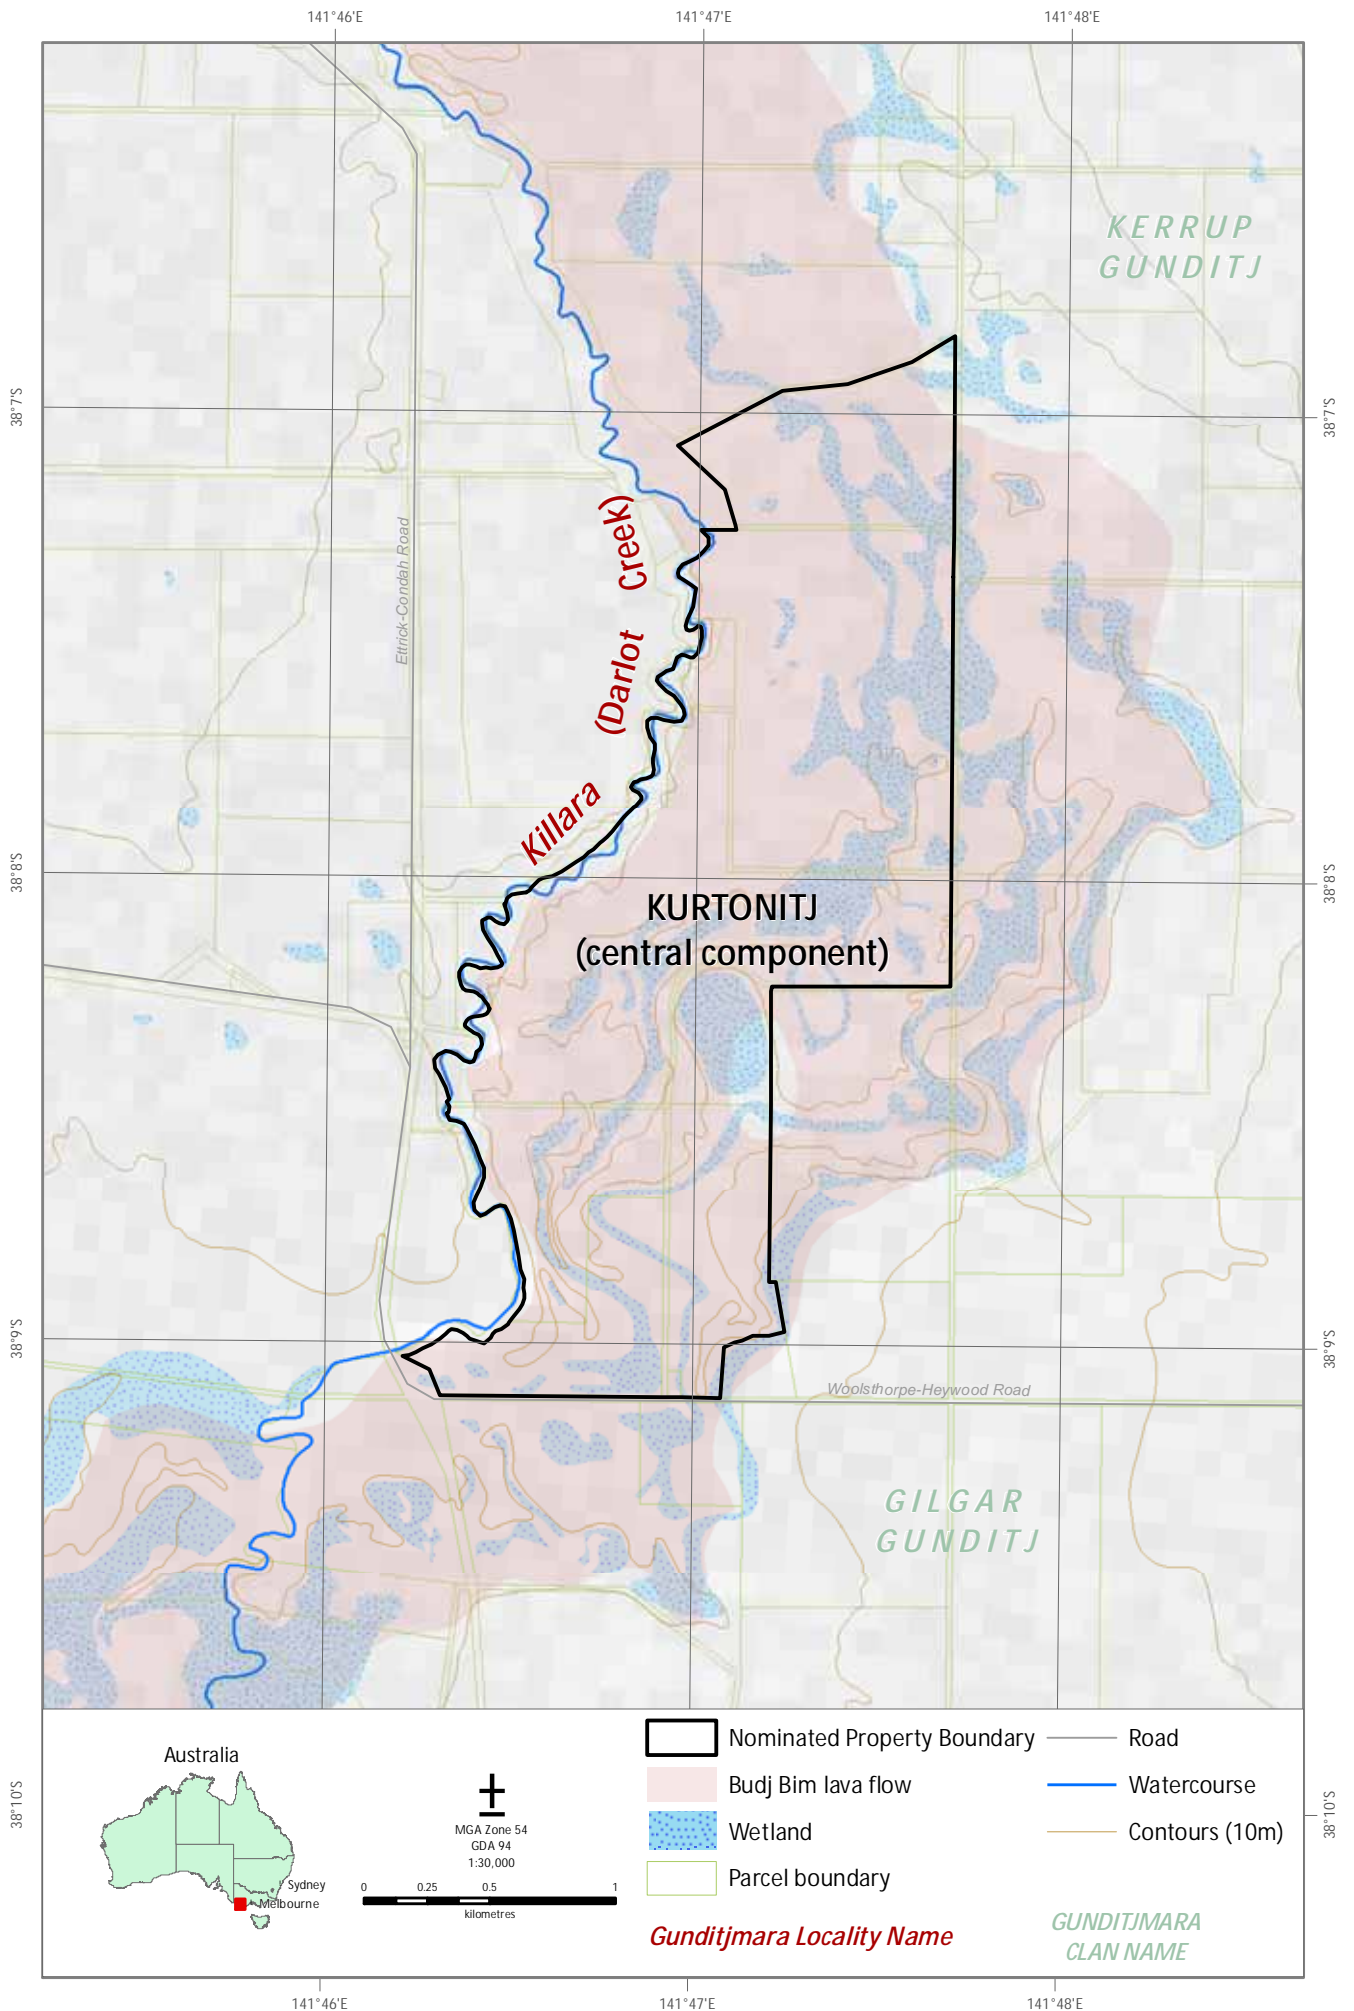 141°46'E
141°47'E
141°48'E
KERRUP
GUNDITJ
38°7'S
38°7'S
Ettrick-Condah Road
Killara (Darlot Creek)
38°8'S
38°8'S
KURTONITJ
(central component)
38°9'S
38°9'S
Woolsthorpe-Heywood Road
GILGAR
GUNDITJ
38°10'S
38°10'S
Australia
Sydney
Melbourne
MGA Zone 54
GDA 94
1:30,000
0 0.25 0.5 1
kilometres
Nominated Property Boundary
Budj Bim lava flow
Wetland
Parcel boundary
Gunditjmara Locality Name
Road
Watercourse
Contours (10m)
GUNDITJMARA
CLAN NAME
141°46'E
141°47'E
141°48'E